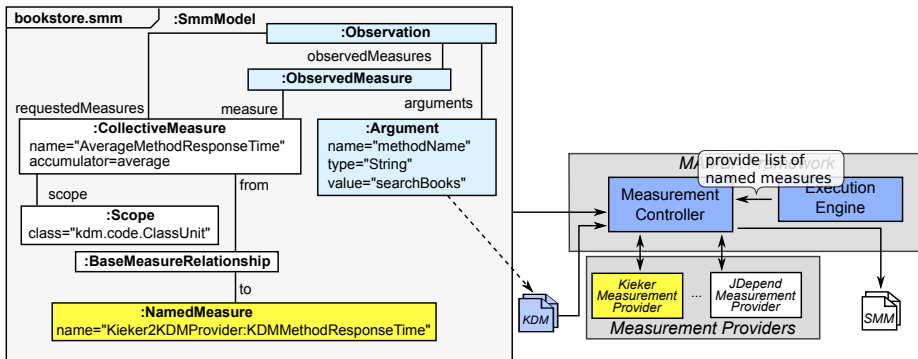 bookstore.smm
:SmmModel
:Observation
observedMeasures
:ObservedMeasure
requestedMeasures
measure
arguments
:CollectiveMeasure
name="AverageMethodResponseTime"
accumulator=average
:Argument
name="methodName"
type="String"
value="searchBooks"
scope
from
:Scope
class="kdm.code.ClassUnit"
:BaseMeasureRelationship
to
:NamedMeasure
name="Kieker2KDMProvider:KDMMethodResponseTime"
provide list of
named measures
Measurement
Controller
Execution
Engine
Kieker
Measurement
Provider
...
JDepend
Measurement
Provider
Measurement Providers
KDM
SMM